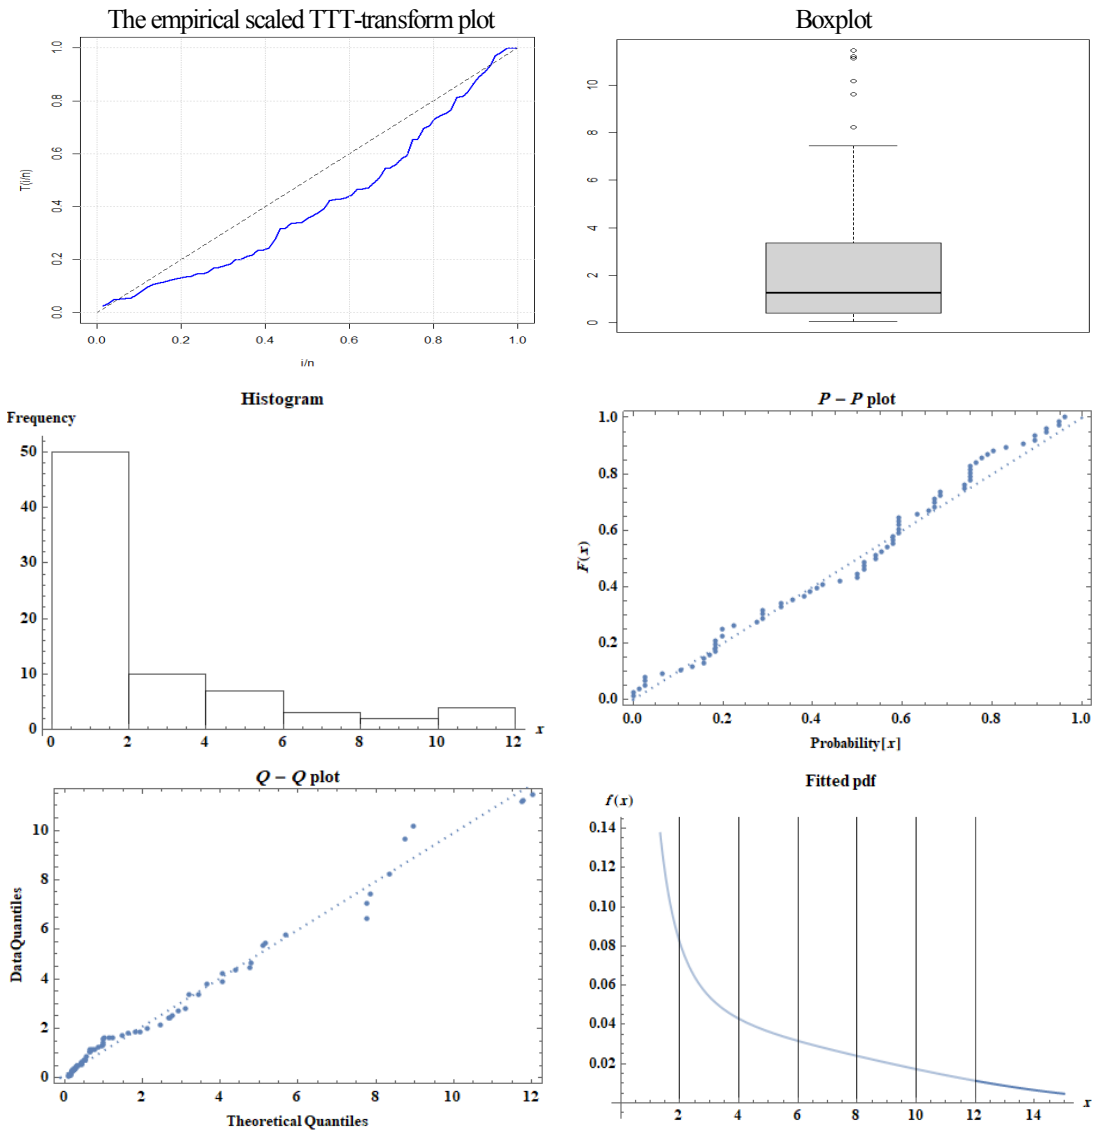 The empirical scaled TTT-transform plot
1.0
0.8
0.6
0.4
0.2
0.0
T(i/n)
0.0 0.2 0.4 0.6 0.8 1.0
i/n
Boxplot
10
8
6
4
2
0
Histogram
Frequency
50
40
30
20
10
0
0 2 4 6 8 10 12 x
P – P plot
1.0
0.8
0.6
0.4
0.2
0.0
F(x)
0.0 0.2 0.4 0.6 0.8 1.0
Probability[x]
Q – Q plot
10
8
6
4
2
0
DataQuantiles
0 2 4 6 8 10 12
Theoretical Quantiles
Fitted pdf
f(x)
0.14
0.12
0.10
0.08
0.06
0.04
0.02
2 4 6 8 10 12 14 x